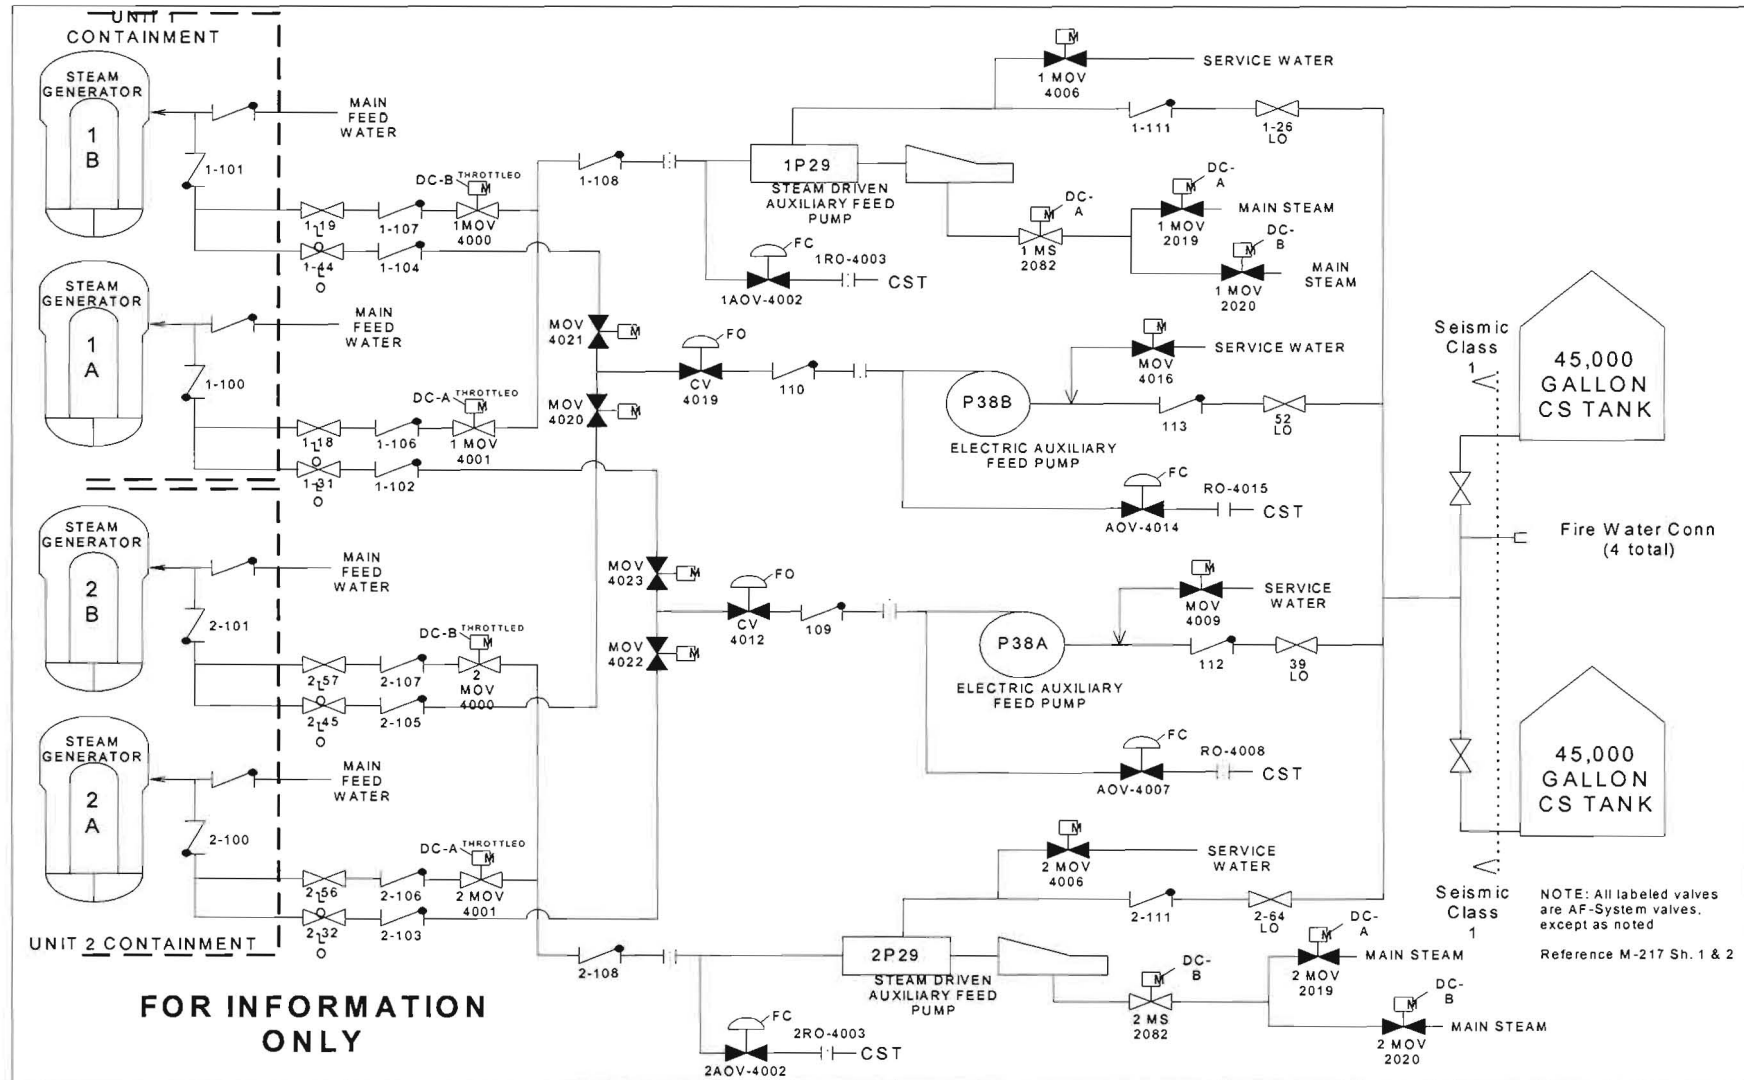 UNIT 1
CONTAINMENT
STEAM
GENERATOR
1
B
MAIN
FEED
WATER
1-101
DC-B
THROTTLED
M
1-19
L
O
1-107
1MOV
4000
1-44
L
O
1-104
STEAM
GENERATOR
1
A
MAIN
FEED
WATER
1-100
DC-A
THROTTLED
M
1-18
L
O
1-106
1 MOV
4001
1-31
L
O
1-102
STEAM
GENERATOR
2
B
MAIN
FEED
WATER
2-101
DC-B
THROTTLED
M
2-57
L
O
2-107
2
MOV
4000
2-45
L
O
2-105
STEAM
GENERATOR
2
A
MAIN
FEED
WATER
2-100
DC-A
THROTTLED
M
2-56
L
O
2-106
2 MOV
4001
2-32
L
O
2-103
UNIT 2 CONTAINMENT
FOR INFORMATION
ONLY
M
1 MOV
4006
SERVICE WATER
1-111
1-26
LO
1-108
1P29
STEAM DRIVEN
AUXILIARY FEED
PUMP
DC-
A
M
1 MS
2082
DC-
A
M
1 MOV
2019
MAIN STEAM
DC-
B
M
1 MOV
2020
MAIN
STEAM
FC
1AOV-4002
1RO-4003
CST
MOV
4021
M
MOV
4020
M
FO
CV
4019
110
P38B
ELECTRIC AUXILIARY
FEED PUMP
M
MOV
4016
SERVICE WATER
113
52
LO
FC
AOV-4014
RO-4015
CST
MOV
4023
M
MOV
4022
M
FO
CV
4012
109
P38A
ELECTRIC AUXILIARY
FEED PUMP
M
MOV
4009
SERVICE
WATER
112
39
LO
FC
AOV-4007
RO-4008
CST
M
2 MOV
4006
SERVICE
WATER
2-111
2-64
LO
2-108
2P29
STEAM DRIVEN
AUXILIARY FEED
PUMP
DC-
B
M
2 MS
2082
DC-
A
M
2 MOV
2019
MAIN STEAM
DC-
B
M
2 MOV
2020
MAIN STEAM
FC
2AOV-4002
2RO-4003
CST
Seismic
Class
1
45,000
GALLON
CS TANK
Fire Water Conn
(4 total)
45,000
GALLON
CS TANK
Seismic
Class
1
NOTE: All labeled valves
are AF-System valves,
except as noted
Reference M-217 Sh. 1 & 2